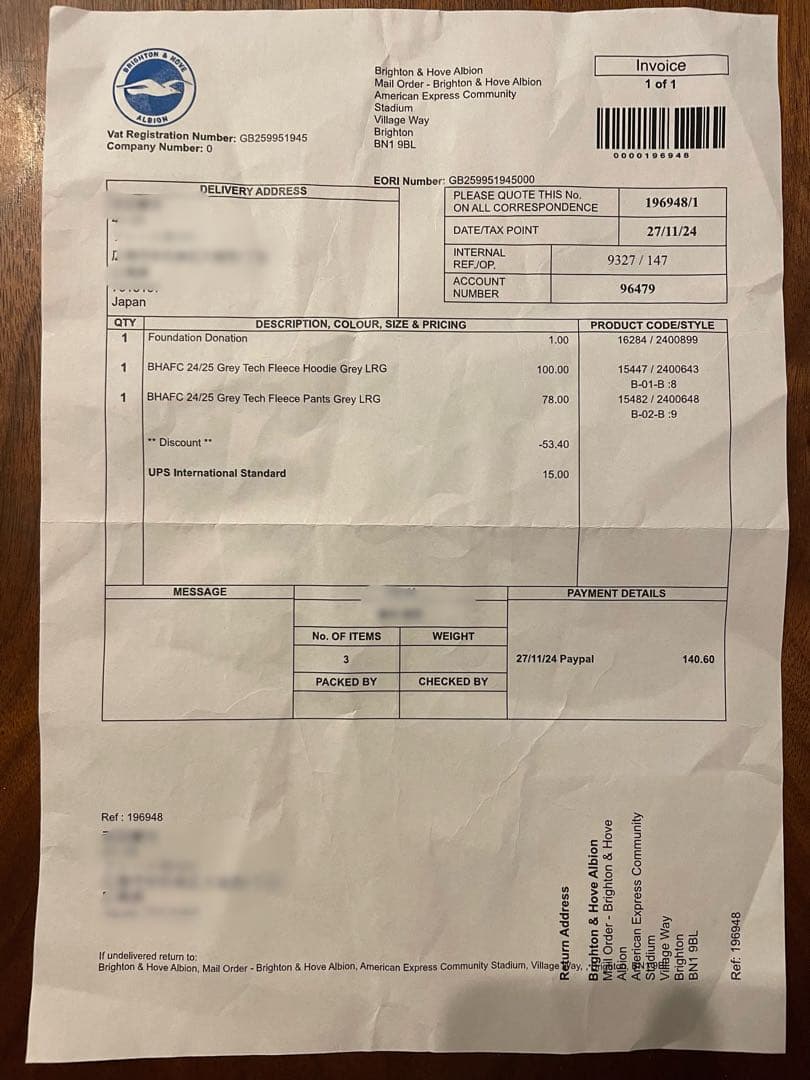 BRIGHTON & HOVE
ALBION
Vat Registration Number: GB259951945
Company Number: 0
Brighton & Hove Albion
Mail Order - Brighton & Hove Albion
American Express Community
Stadium
Village Way
Brighton
BN1 9BL
EORI Number: GB259951945000
Invoice
1 of 1
0000196948
DELIVERY ADDRESS
Japan
PLEASE QUOTE THIS No.
ON ALL CORRESPONDENCE
196948/1
DATE/TAX POINT
27/11/24
INTERNAL
REF./OP.
9327 / 147
ACCOUNT
NUMBER
96479
QTY DESCRIPTION, COLOUR, SIZE & PRICING PRODUCT CODE/STYLE
1 Foundation Donation 1.00 16284 / 2400899
1 BHAFC 24/25 Grey Tech Fleece Hoodie Grey LRG 100.00 15447 / 2400643
B-01-B :8
1 BHAFC 24/25 Grey Tech Fleece Pants Grey LRG 78.00 15482 / 2400648
B-02-B :9
** Discount ** -53.40
UPS International Standard 15.00
MESSAGE
No. OF ITEMS WEIGHT
3
PACKED BY CHECKED BY
PAYMENT DETAILS
27/11/24 Paypal 140.60
Ref : 196948
If undelivered return to:
Brighton & Hove Albion, Mail Order - Brighton & Hove Albion, American Express Community Stadium, Village Way, , Brighton, BN1 9BL
Return Address
Brighton & Hove Albion
Mail Order - Brighton & Hove
Albion
American Express Community
Stadium
Village Way
Brighton
BN1 9BL
Ref: 196948